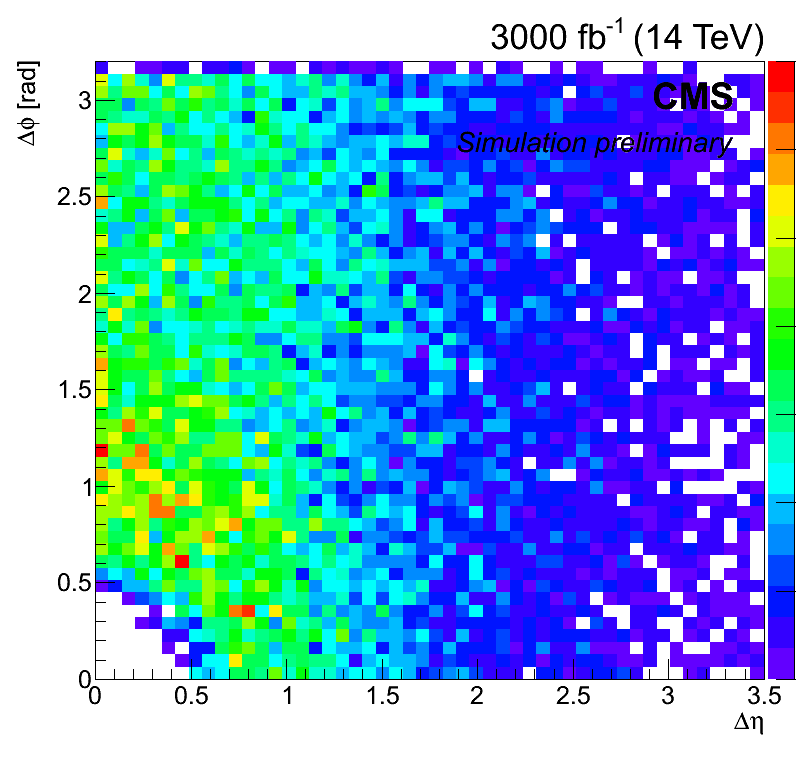 3000 fb⁻¹ (14 TeV)
CMS
Simulation preliminary
Δϕ [rad]
3
2.5
2
1.5
1
0.5
0
0 0.5 1 1.5 2 2.5 3 3.5
Δη